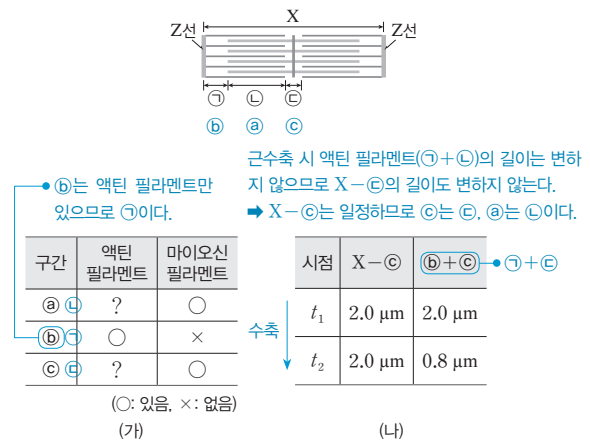 X
Z선 Z선
㉠ ㉡ ㉢
ⓑ ⓐ ⓒ
근수축 시 액틴 필라멘트(㉠+㉡)의 길이는 변하
지 않으므로 X-㉢의 길이도 변하지 않는다.
➡ X-ⓒ는 일정하므로 ⓒ는 ㉢, ⓐ는 ㉡이다.
ⓑ는 액틴 필라멘트만
있으므로 ㉠이다.
구간 액틴 필라멘트 마이오신 필라멘트
ⓐ ㉡ ? ○
ⓑ ㉠ ○ ×
ⓒ ㉢ ? ○
(○: 있음, ×: 없음)
(가)
시점 X-ⓒ ⓑ+ⓒ ㉠+㉢
수축
t₁ 2.0 μm 2.0 μm
t₂ 2.0 μm 0.8 μm
(나)